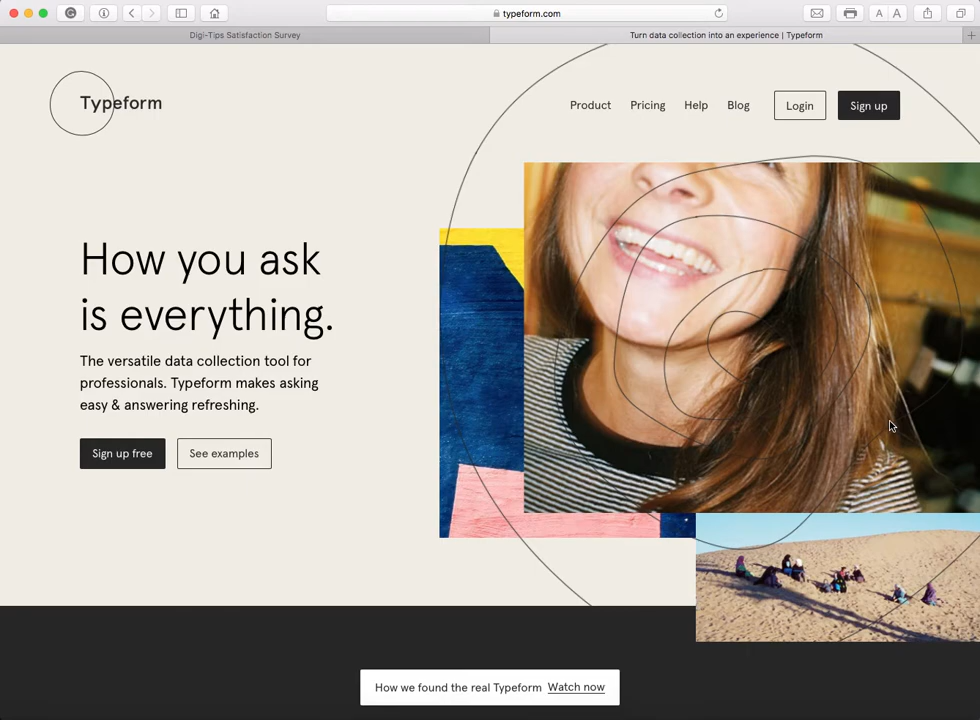 typeform.com
A A
Digi-Tips Satisfaction Survey
Turn data collection into an experience | Typeform
Typeform
Product Pricing Help Blog Login Sign up
How you ask
is everything.
The versatile data collection tool for
professionals. Typeform makes asking
easy & answering refreshing.
Sign up free See examples
How we found the real Typeform Watch now